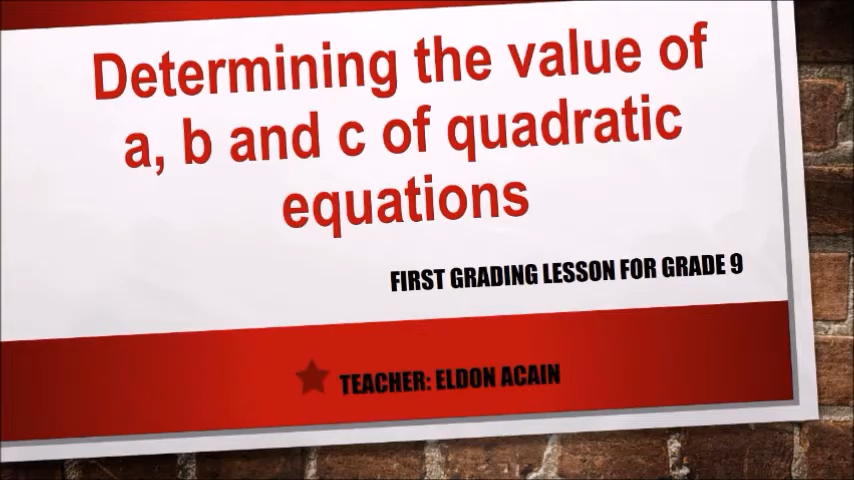 Determining the value of
a, b and c of quadratic
equations
FIRST GRADING LESSON FOR GRADE 9
TEACHER: ELDON ACAIN